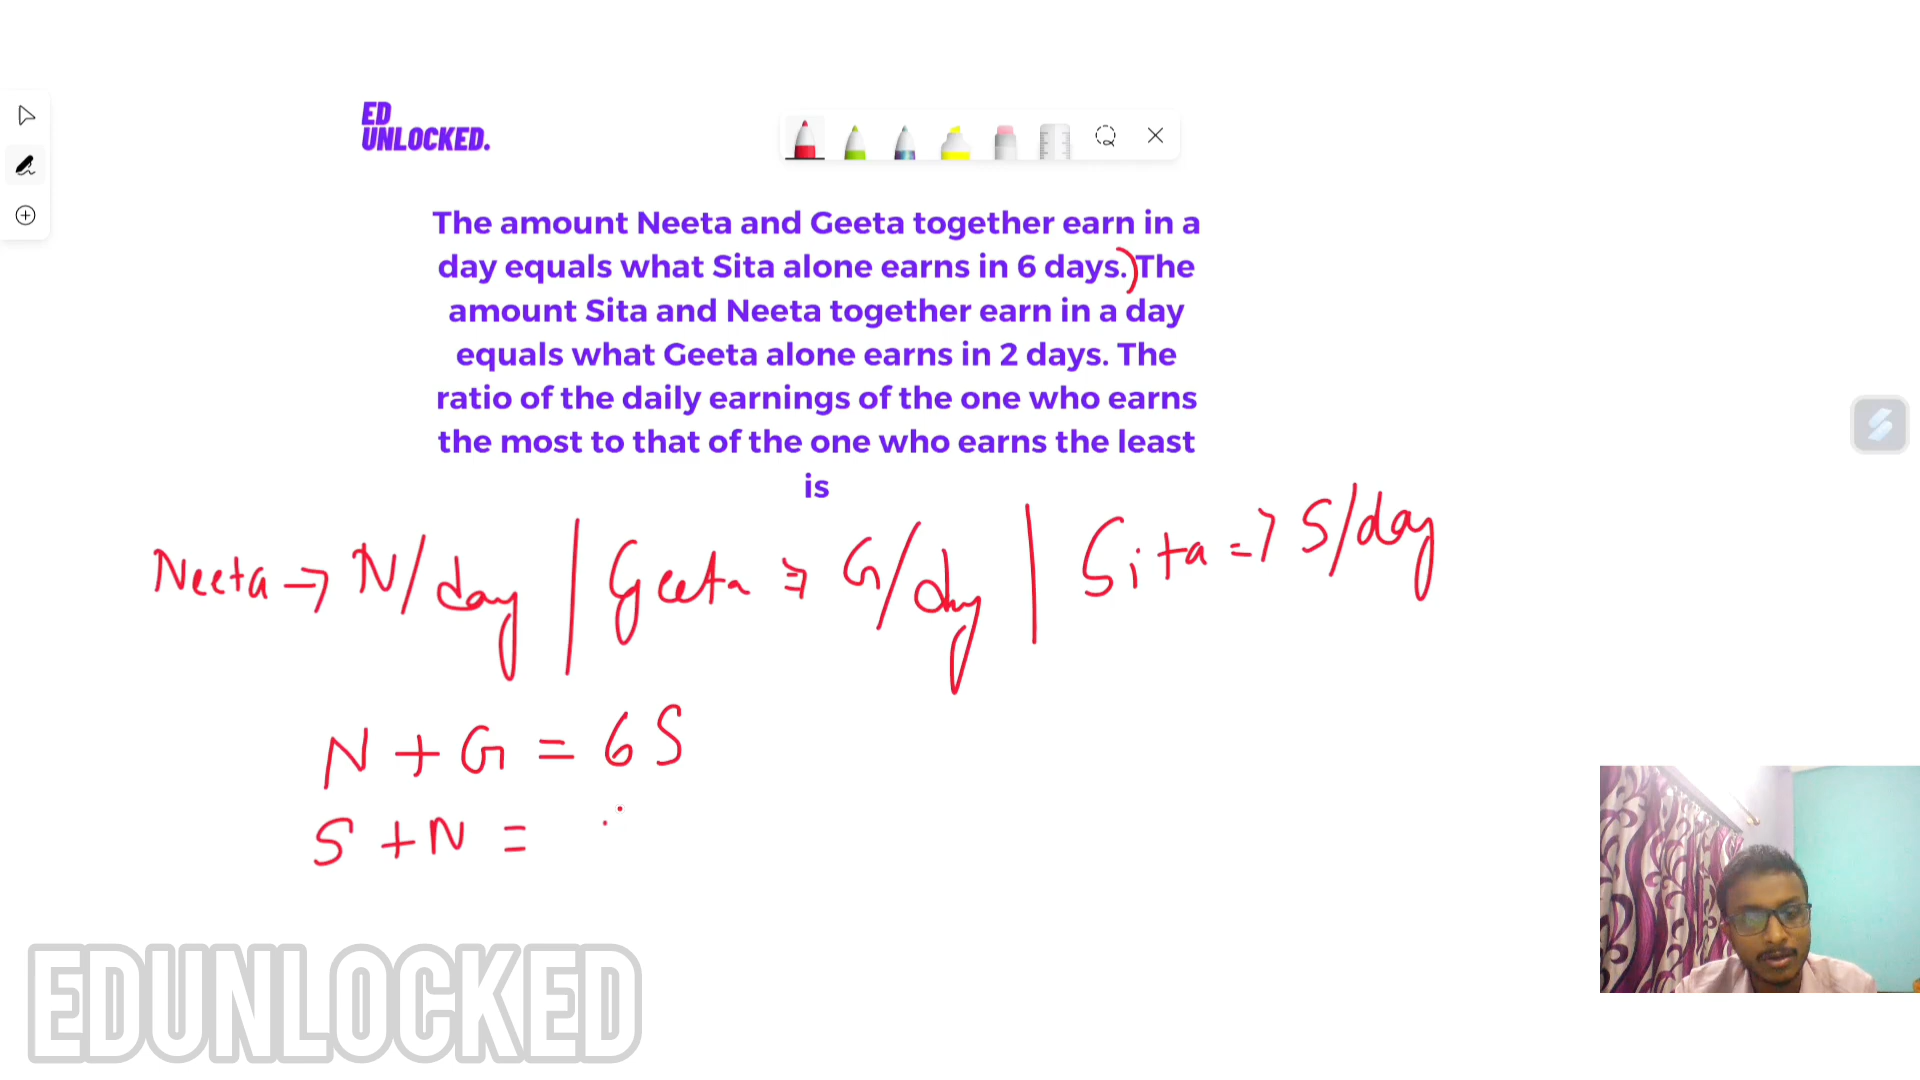 ED
UNLOCKED.
The amount Neeta and Geeta together earn in a
day equals what Sita alone earns in 6 days.) The
amount Sita and Neeta together earn in a day
equals what Geeta alone earns in 2 days. The
ratio of the daily earnings of the one who earns
the most to that of the one who earns the least
is
Neeta → N/day | Geeta => G/day | Sita => S/day
N + G = 6 S
S + N =
EDUNLOCKED